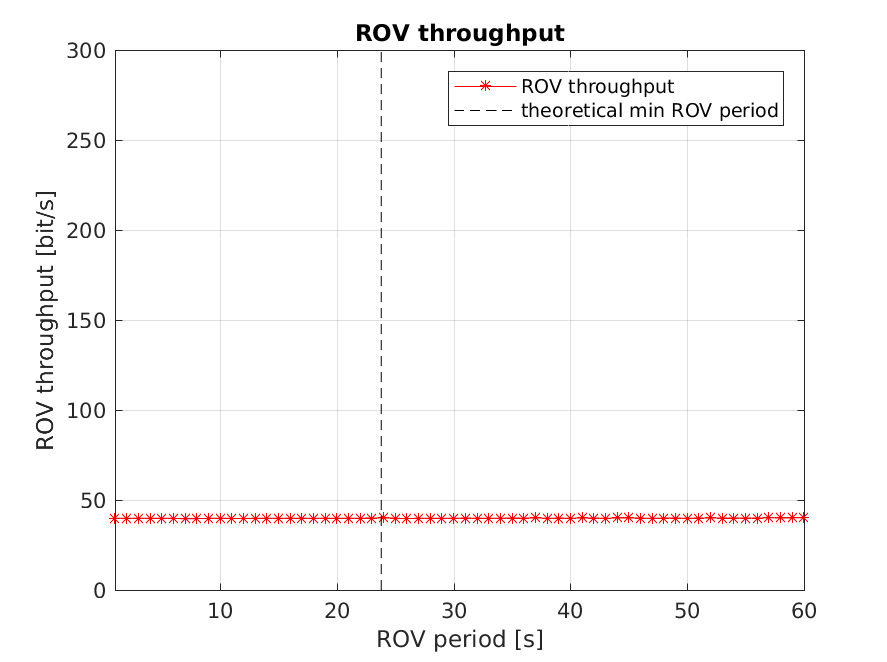 ROV throughput
300
250
200
150
100
50
0
ROV throughput [bit/s]
ROV throughput
theoretical min ROV period
10
20
30
40
50
60
ROV period [s]